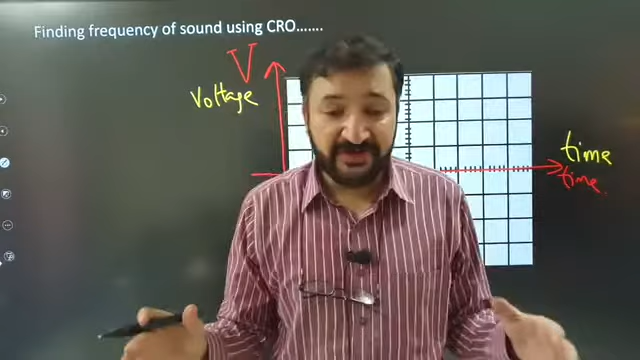 Finding frequency of sound using CRO.......
V
Voltage
time
time.